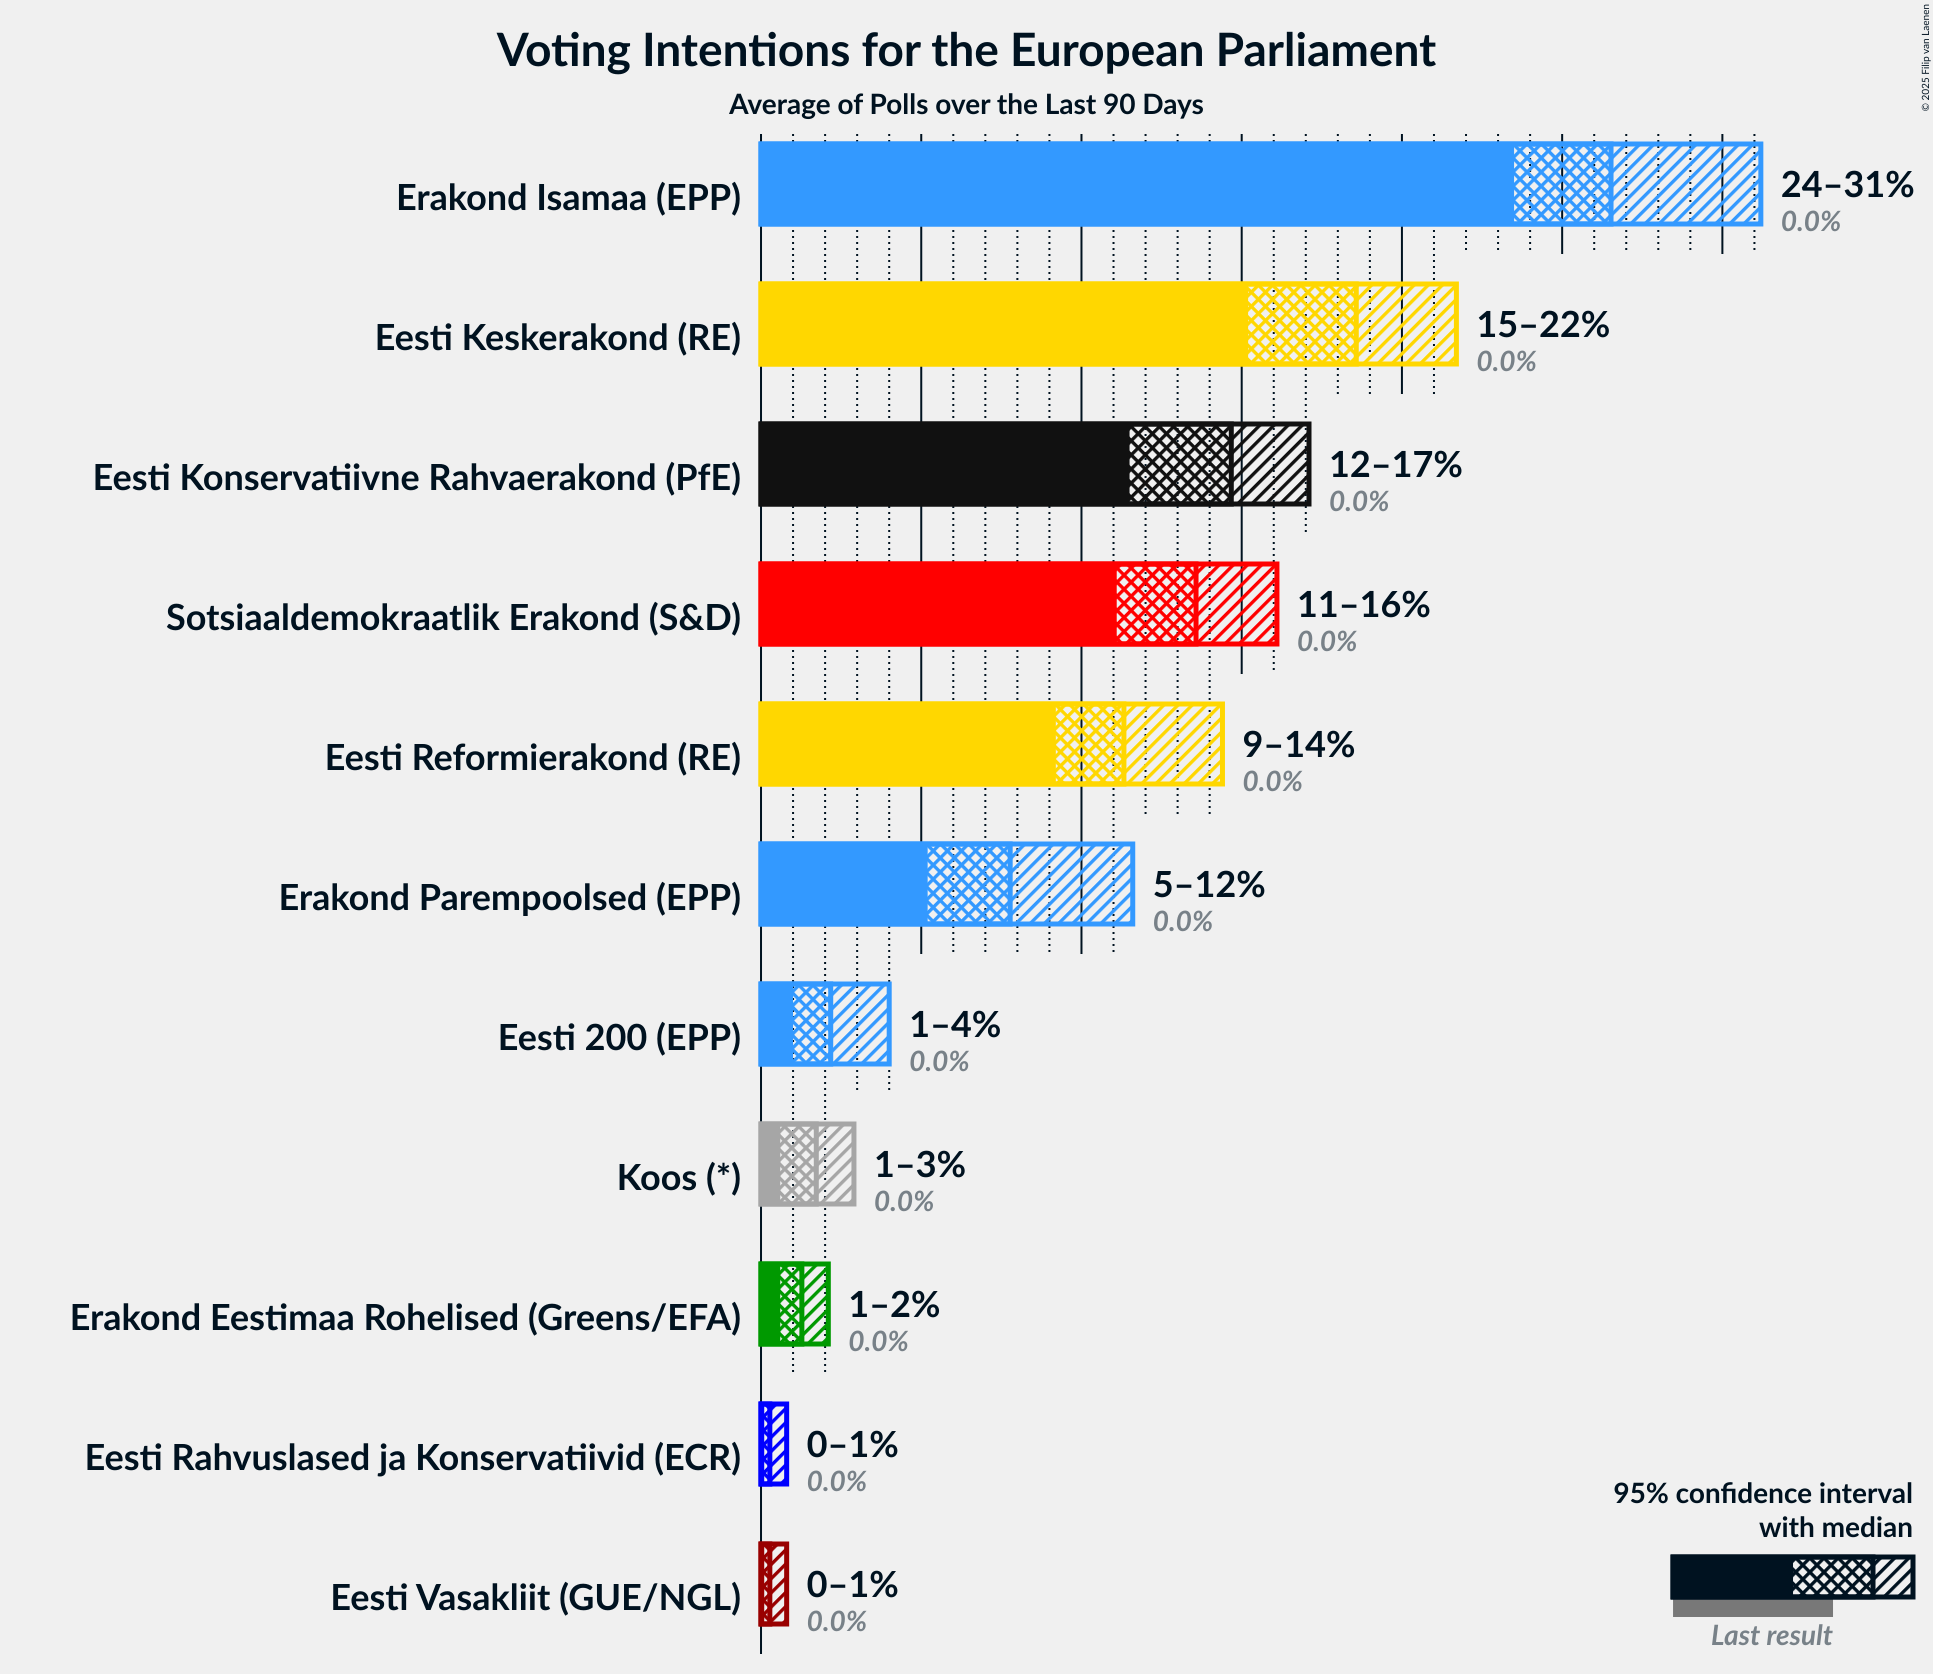 Voting Intentions for the European Parliament
Average of Polls over the Last 90 Days
© 2025 Filip van Laenen
Erakond Isamaa (EPP)
24–31%
0.0%
Eesti Keskerakond (RE)
15–22%
0.0%
Eesti Konservatiivne Rahvaerakond (PfE)
12–17%
0.0%
Sotsiaaldemokraatlik Erakond (S&D)
11–16%
0.0%
Eesti Reformierakond (RE)
9–14%
0.0%
Erakond Parempoolsed (EPP)
5–12%
0.0%
Eesti 200 (EPP)
1–4%
0.0%
Koos (*)
1–3%
0.0%
Erakond Eestimaa Rohelised (Greens/EFA)
1–2%
0.0%
Eesti Rahvuslased ja Konservatiivid (ECR)
0–1%
0.0%
Eesti Vasakliit (GUE/NGL)
0–1%
0.0%
95% confidence interval
with median
Last result